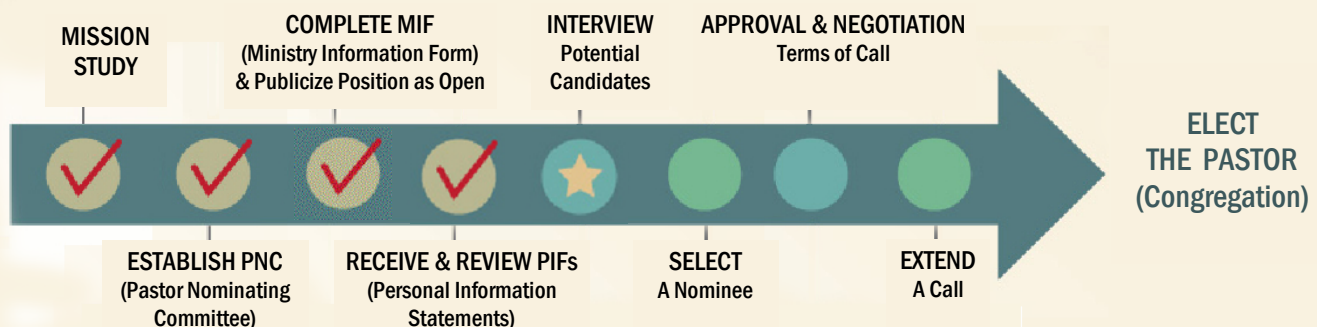 MISSION
STUDY
COMPLETE MIF
(Ministry Information Form)
& Publicize Position as Open
INTERVIEW
Potential
Candidates
APPROVAL & NEGOTIATION
Terms of Call
ELECT
THE PASTOR
(Congregation)
ESTABLISH PNC
(Pastor Nominating
Committee)
RECEIVE & REVIEW PIFs
(Personal Information
Statements)
SELECT
A Nominee
EXTEND
A Call